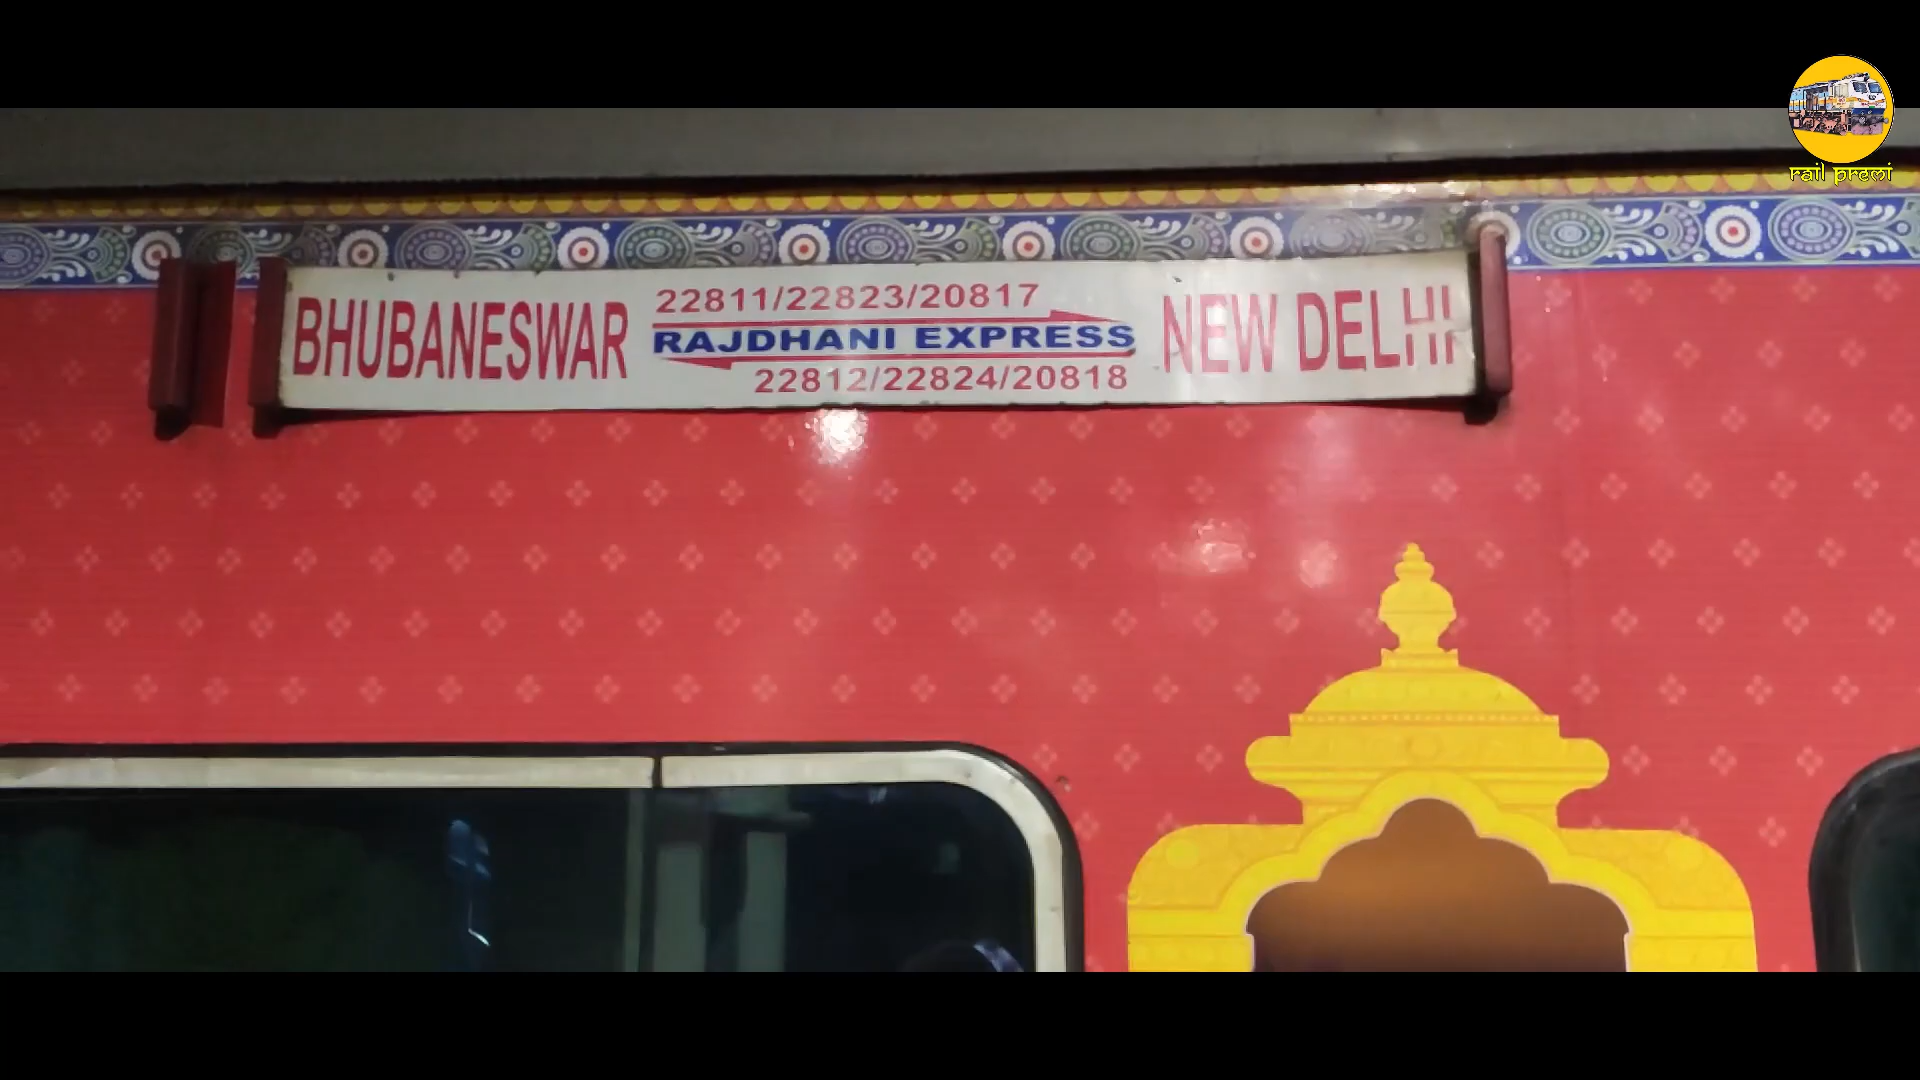 BHUBANESWAR
22811/22823/20817
RAJDHANI EXPRESS
22812/22824/20818
NEW DELHI
rail premi